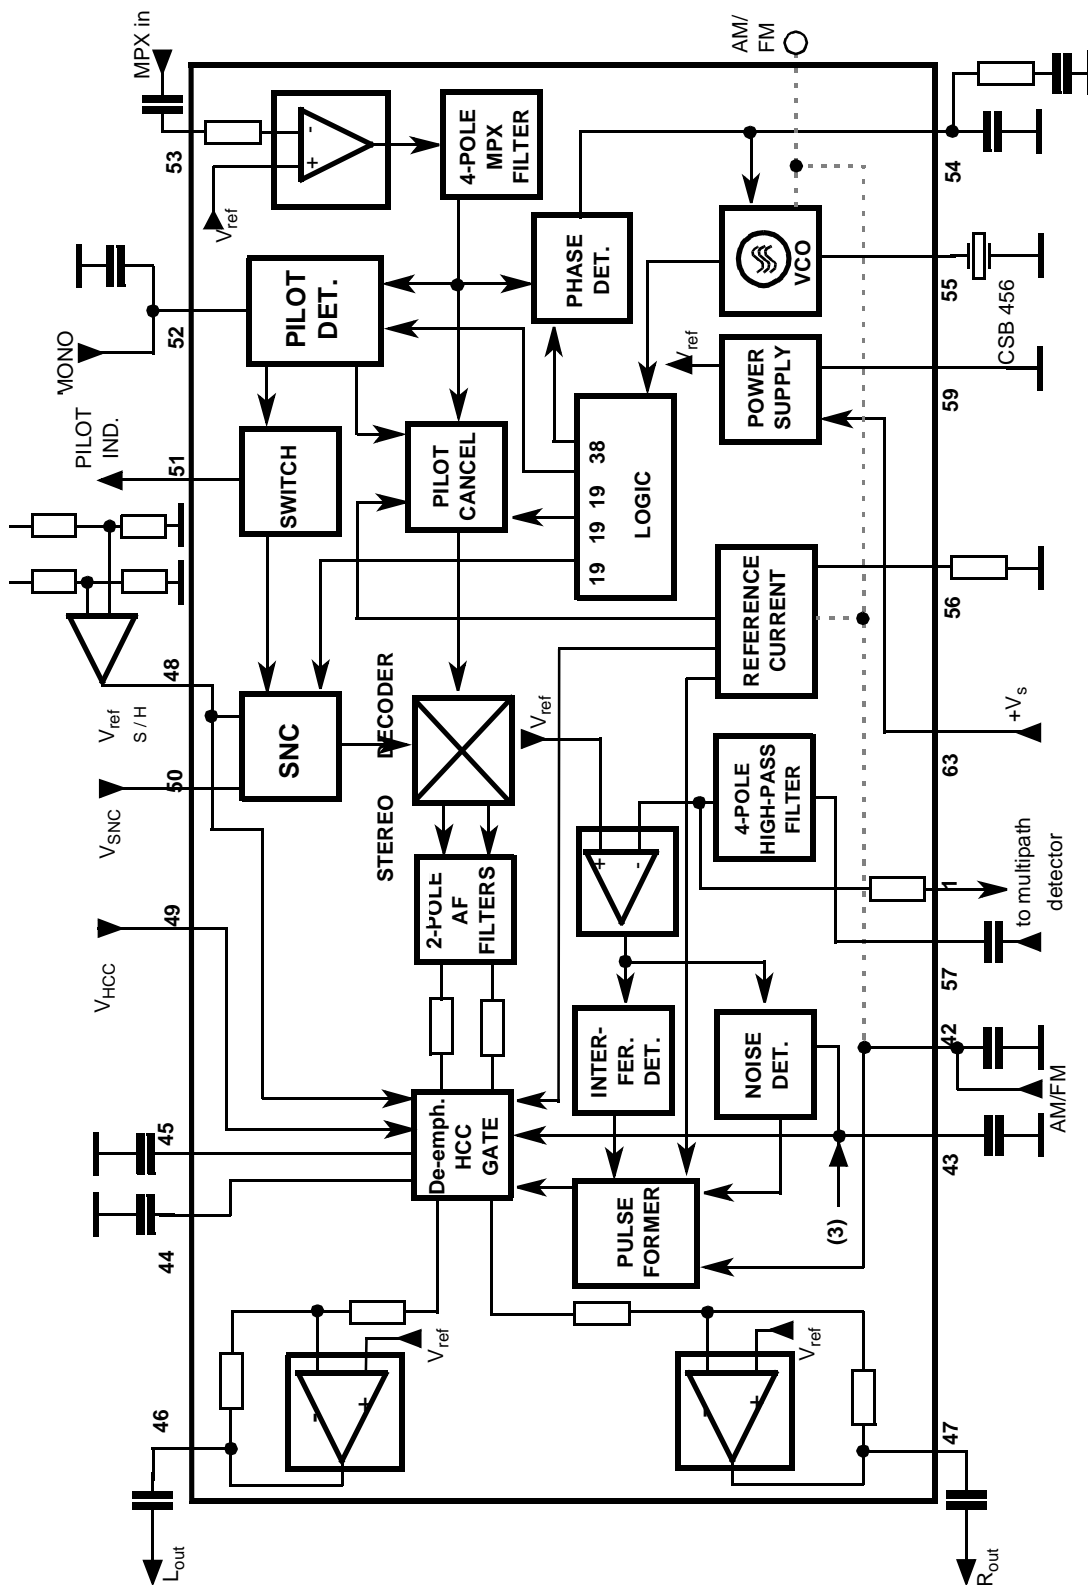 MPX in
53
Vref
+
-
4-POLE
MPX
FILTER
AM/
FM
54
MONO
52
PILOT
DET.
PHASE
DET.
VCO
55
CSB 456
PILOT
IND.
51
SWITCH
PILOT
CANCEL
19 19 19 38
LOGIC
Vref
POWER
SUPPLY
59
48
Vref
S / H
SNC
STEREO DECODER
Vref
REFERENCE
CURRENT
56
+Vs
63
50
VSNC
2-POLE
AF
FILTERS
+
-
4-POLE
HIGH-PASS
FILTER
1
to multipath
detector
49
VHCC
57
INTER-
FER.
DET.
NOISE
DET.
42
AM/FM
45
44
De-emph.
HCC
GATE
PULSE
FORMER
(3)
43
46
Vref
-
+
Lout
Vref
-
+
47
Rout